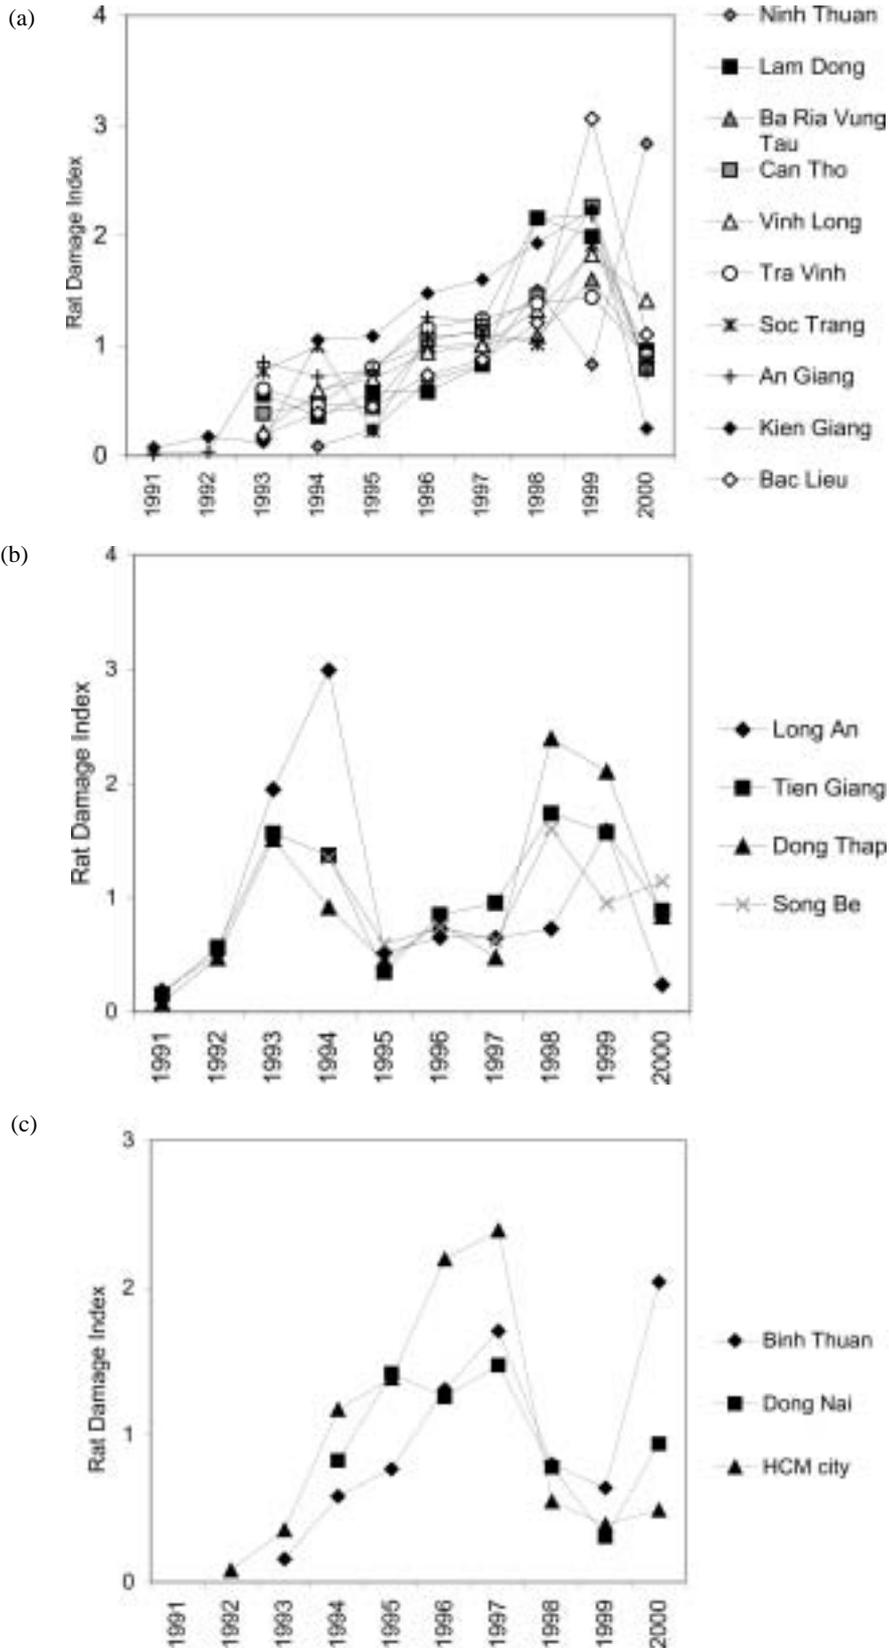 (a)
4
3
2
1
0
Rat Damage Index
1991
1992
1993
1994
1995
1996
1997
1998
1999
2000
Ninh Thuan
Lam Dong
Ba Ria Vung
Tau
Can Tho
Vinh Long
Tra Vinh
Soc Trang
An Giang
Kien Giang
Bac Lieu
(b)
4
3
2
1
0
Rat Damage Index
1991
1992
1993
1994
1995
1996
1997
1998
1999
2000
Long An
Tien Giang
Dong Thap
Song Be
(c)
3
2
1
0
Rat Damage Index
1991
1992
1993
1994
1995
1996
1997
1998
1999
2000
Binh Thuan
Dong Nai
HCM city